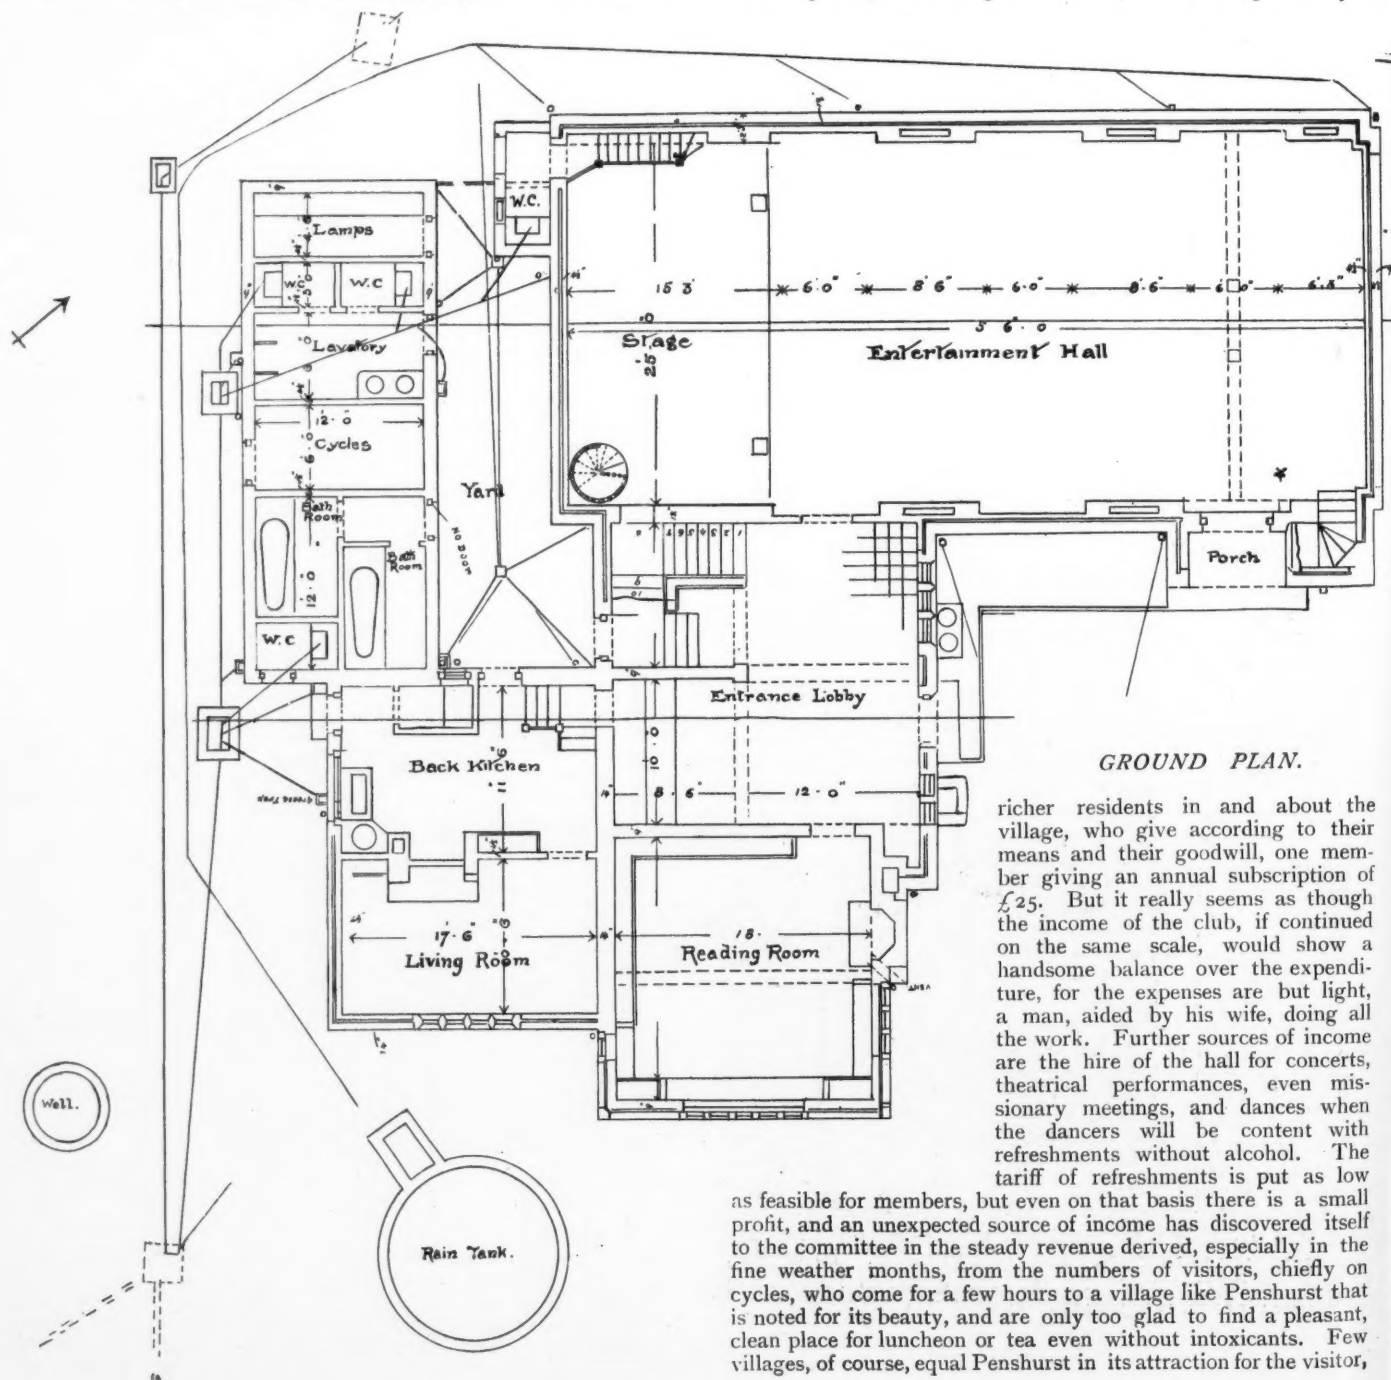 Lamps
W.C.
W.C.
W.C
Lavatory
12'·0"
Cycles
Bath
Room
Bath
Room
12'·0"
W.C
Yard
NO DOOR
15 3'
6'·0"
8'·6"
6'·0"
8'·6"
6'·3"
5 6'·0
Stage
25'·0"
Entertainment Hall
Porch
Entrance Lobby
10'·0
8'·6"
12'·0"
Back Kitchen
11'·6"
17'·6"
Living Room
18'·
Reading Room
VENT
Well.
Rain Tank.
GROUND PLAN.
richer residents in and about the
village, who give according to their
means and their goodwill, one mem-
ber giving an annual subscription of
£25. But it really seems as though
the income of the club, if continued
on the same scale, would show a
handsome balance over the expendi-
ture, for the expenses are but light,
a man, aided by his wife, doing all
the work. Further sources of income
are the hire of the hall for concerts,
theatrical performances, even mis-
sionary meetings, and dances when
the dancers will be content with
refreshments without alcohol. The
tariff of refreshments is put as low
as feasible for members, but even on that basis there is a small
profit, and an unexpected source of income has discovered itself
to the committee in the steady revenue derived, especially in the
fine weather months, from the numbers of visitors, chiefly on
cycles, who come for a few hours to a village like Penshurst that
is noted for its beauty, and are only too glad to find a pleasant,
clean place for luncheon or tea even without intoxicants. Few
villages, of course, equal Penshurst in its attraction for the visitor,